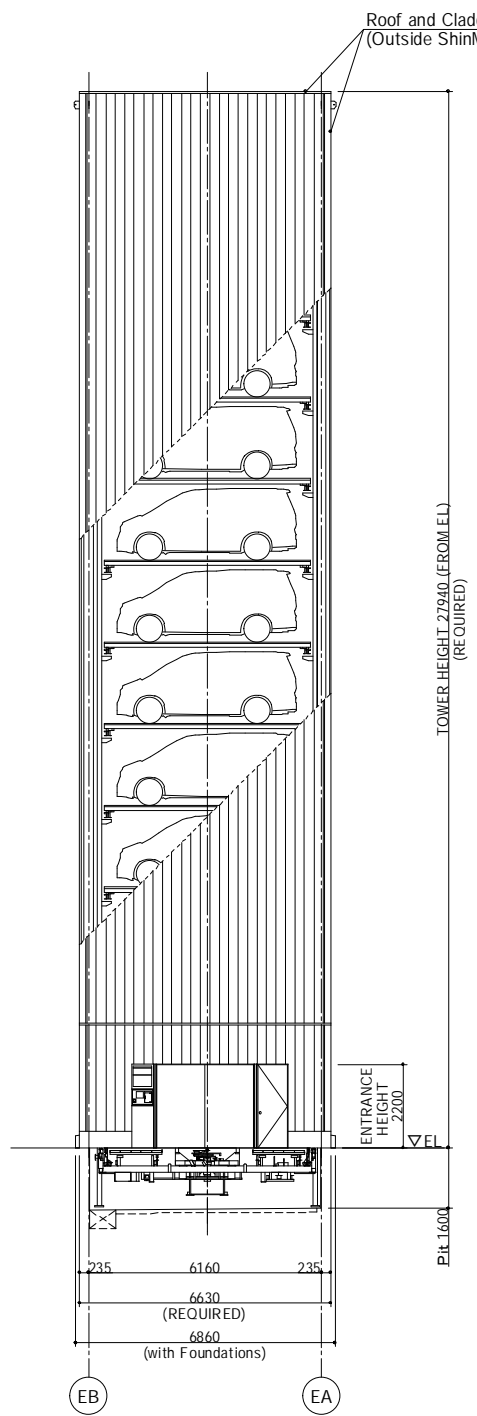 Roof and Clad
(Outside Shin
TOWER HEIGHT 27940 (FROM EL)
(REQUIRED)
ENTRANCE
HEIGHT
2200
EL
Pit 1600
235 6160 235
6630
(REQUIRED)
6860
(with Foundations)
EB EA